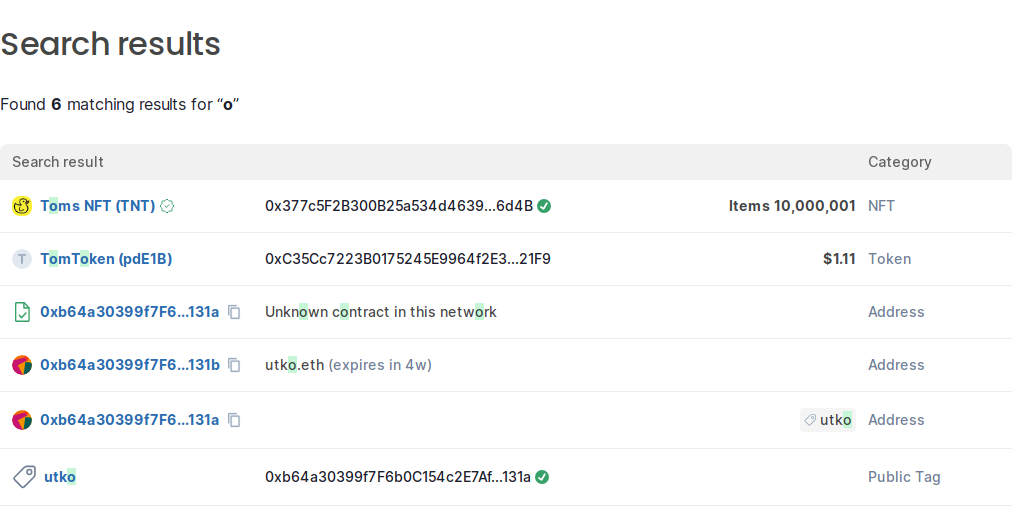 Search results
Found 6 matching results for “o”
Search result Category
Toms NFT (TNT) 0x377c5F2B300B25a534d4639...6d4B Items 10,000,001 NFT
T TomToken (pdE1B) 0xC35Cc7223B0175245E9964f2E3...21F9 $1.11 Token
0xb64a30399f7F6...131a Unknown contract in this network Address
0xb64a30399f7F6...131b utko.eth (expires in 4w) Address
0xb64a30399f7F6...131a utko Address
utko 0xb64a30399f7F6b0C154c2E7Af...131a Public Tag